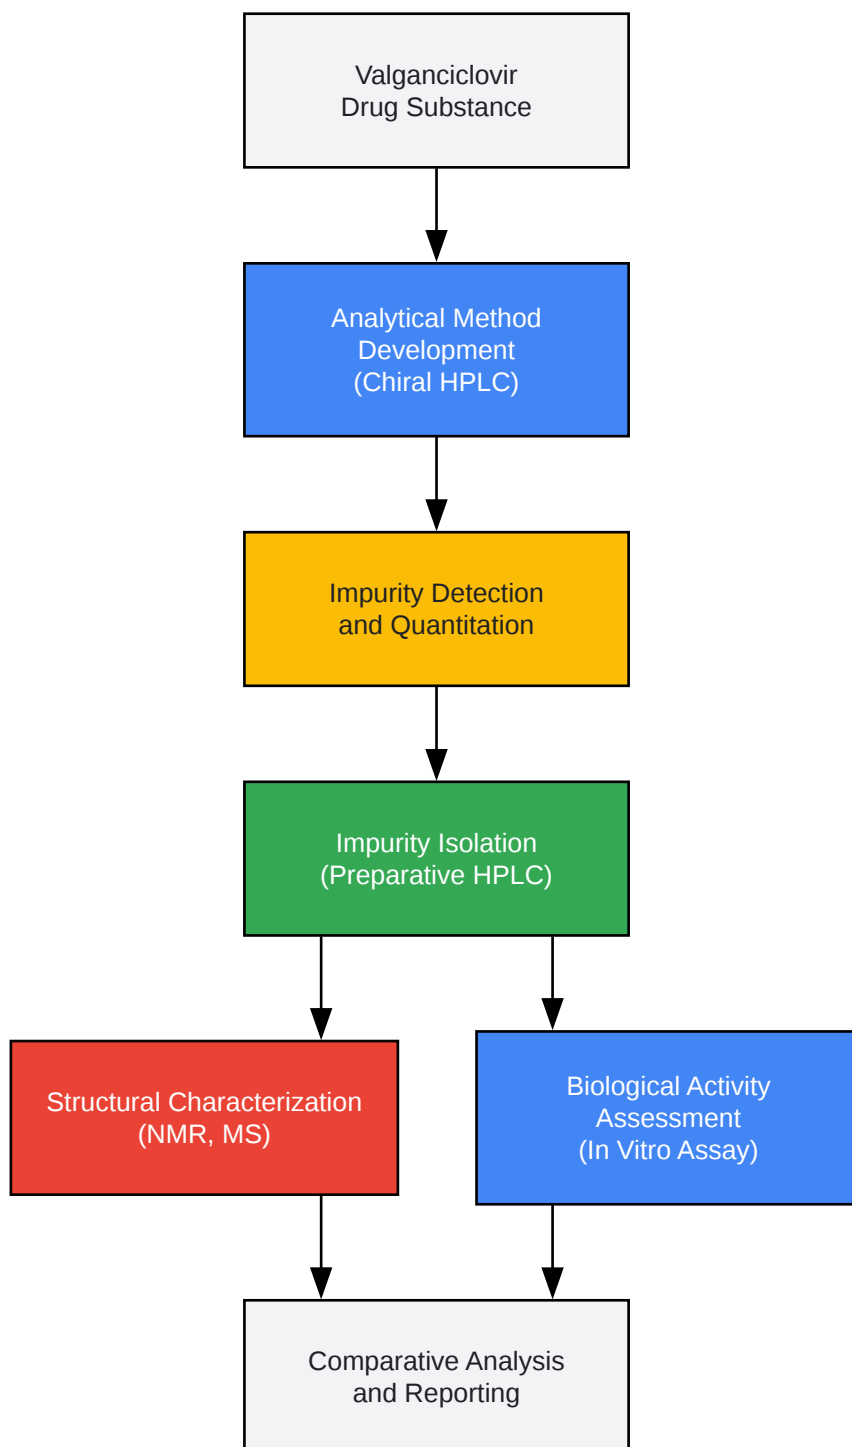 Valganciclovir
Drug Substance
Analytical Method
Development
(Chiral HPLC)
Impurity Detection
and Quantitation
Impurity Isolation
(Preparative HPLC)
Structural Characterization
(NMR, MS)
Biological Activity
Assessment
(In Vitro Assay)
Comparative Analysis
and Reporting